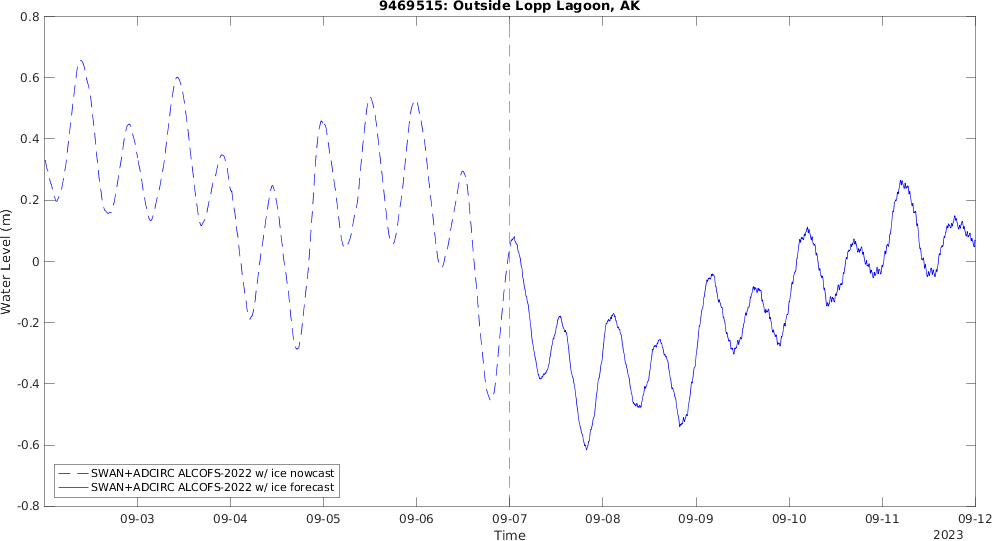 9469515: Outside Lopp Lagoon, AK
0.8
0.6
0.4
0.2
0
-0.2
-0.4
-0.6
-0.8
Water Level (m)
SWAN+ADCIRC ALCOFS-2022 w/ ice nowcast
SWAN+ADCIRC ALCOFS-2022 w/ ice forecast
09-03 09-04 09-05 09-06 09-07 09-08 09-09 09-10 09-11 09-12
Time
2023